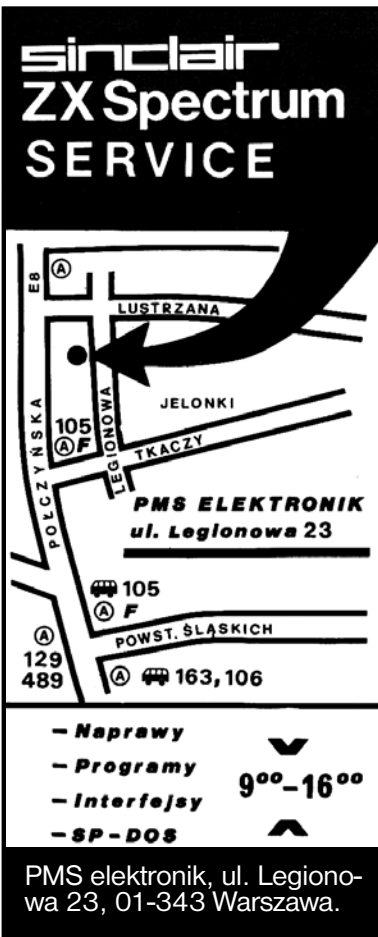 sinclair
ZX Spectrum
SERVICE
E8
A
LUSTRZANA
POŁCZYŃSKA
LEGIONOWA
JELONKI
105
A F
TKACZY
PMS ELEKTRONIK
ul. Legionowa 23
105
A F
POWST. ŚLĄSKICH
A
129
489
A 163, 106
– Naprawy
– Programy
– Interfejsy
– SP-DOS
9⁰⁰–16⁰⁰
PMS elektronik, ul. Legiono-
wa 23, 01-343 Warszawa.